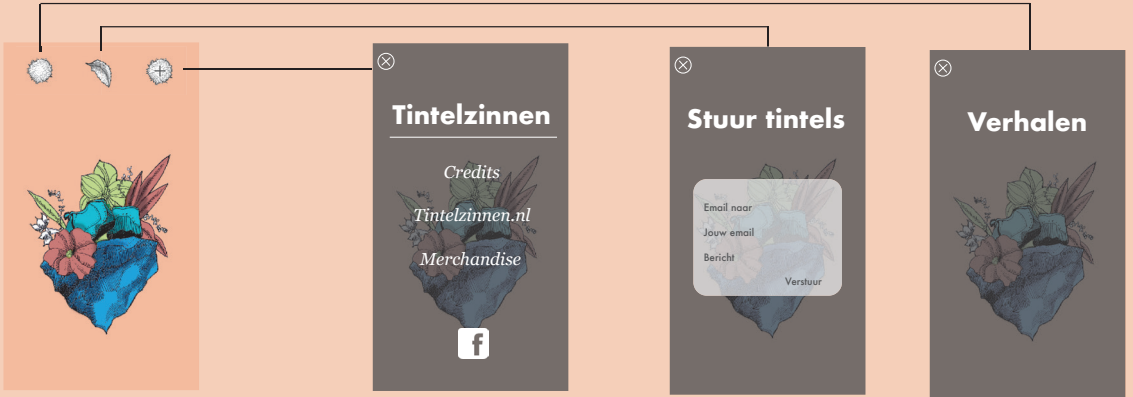 Tintelzinnen
Credits
Tintelzinnen.nl
Merchandise
f
Stuur tintels
Email naar
Jouw email
Bericht
Verstuur
Verhalen